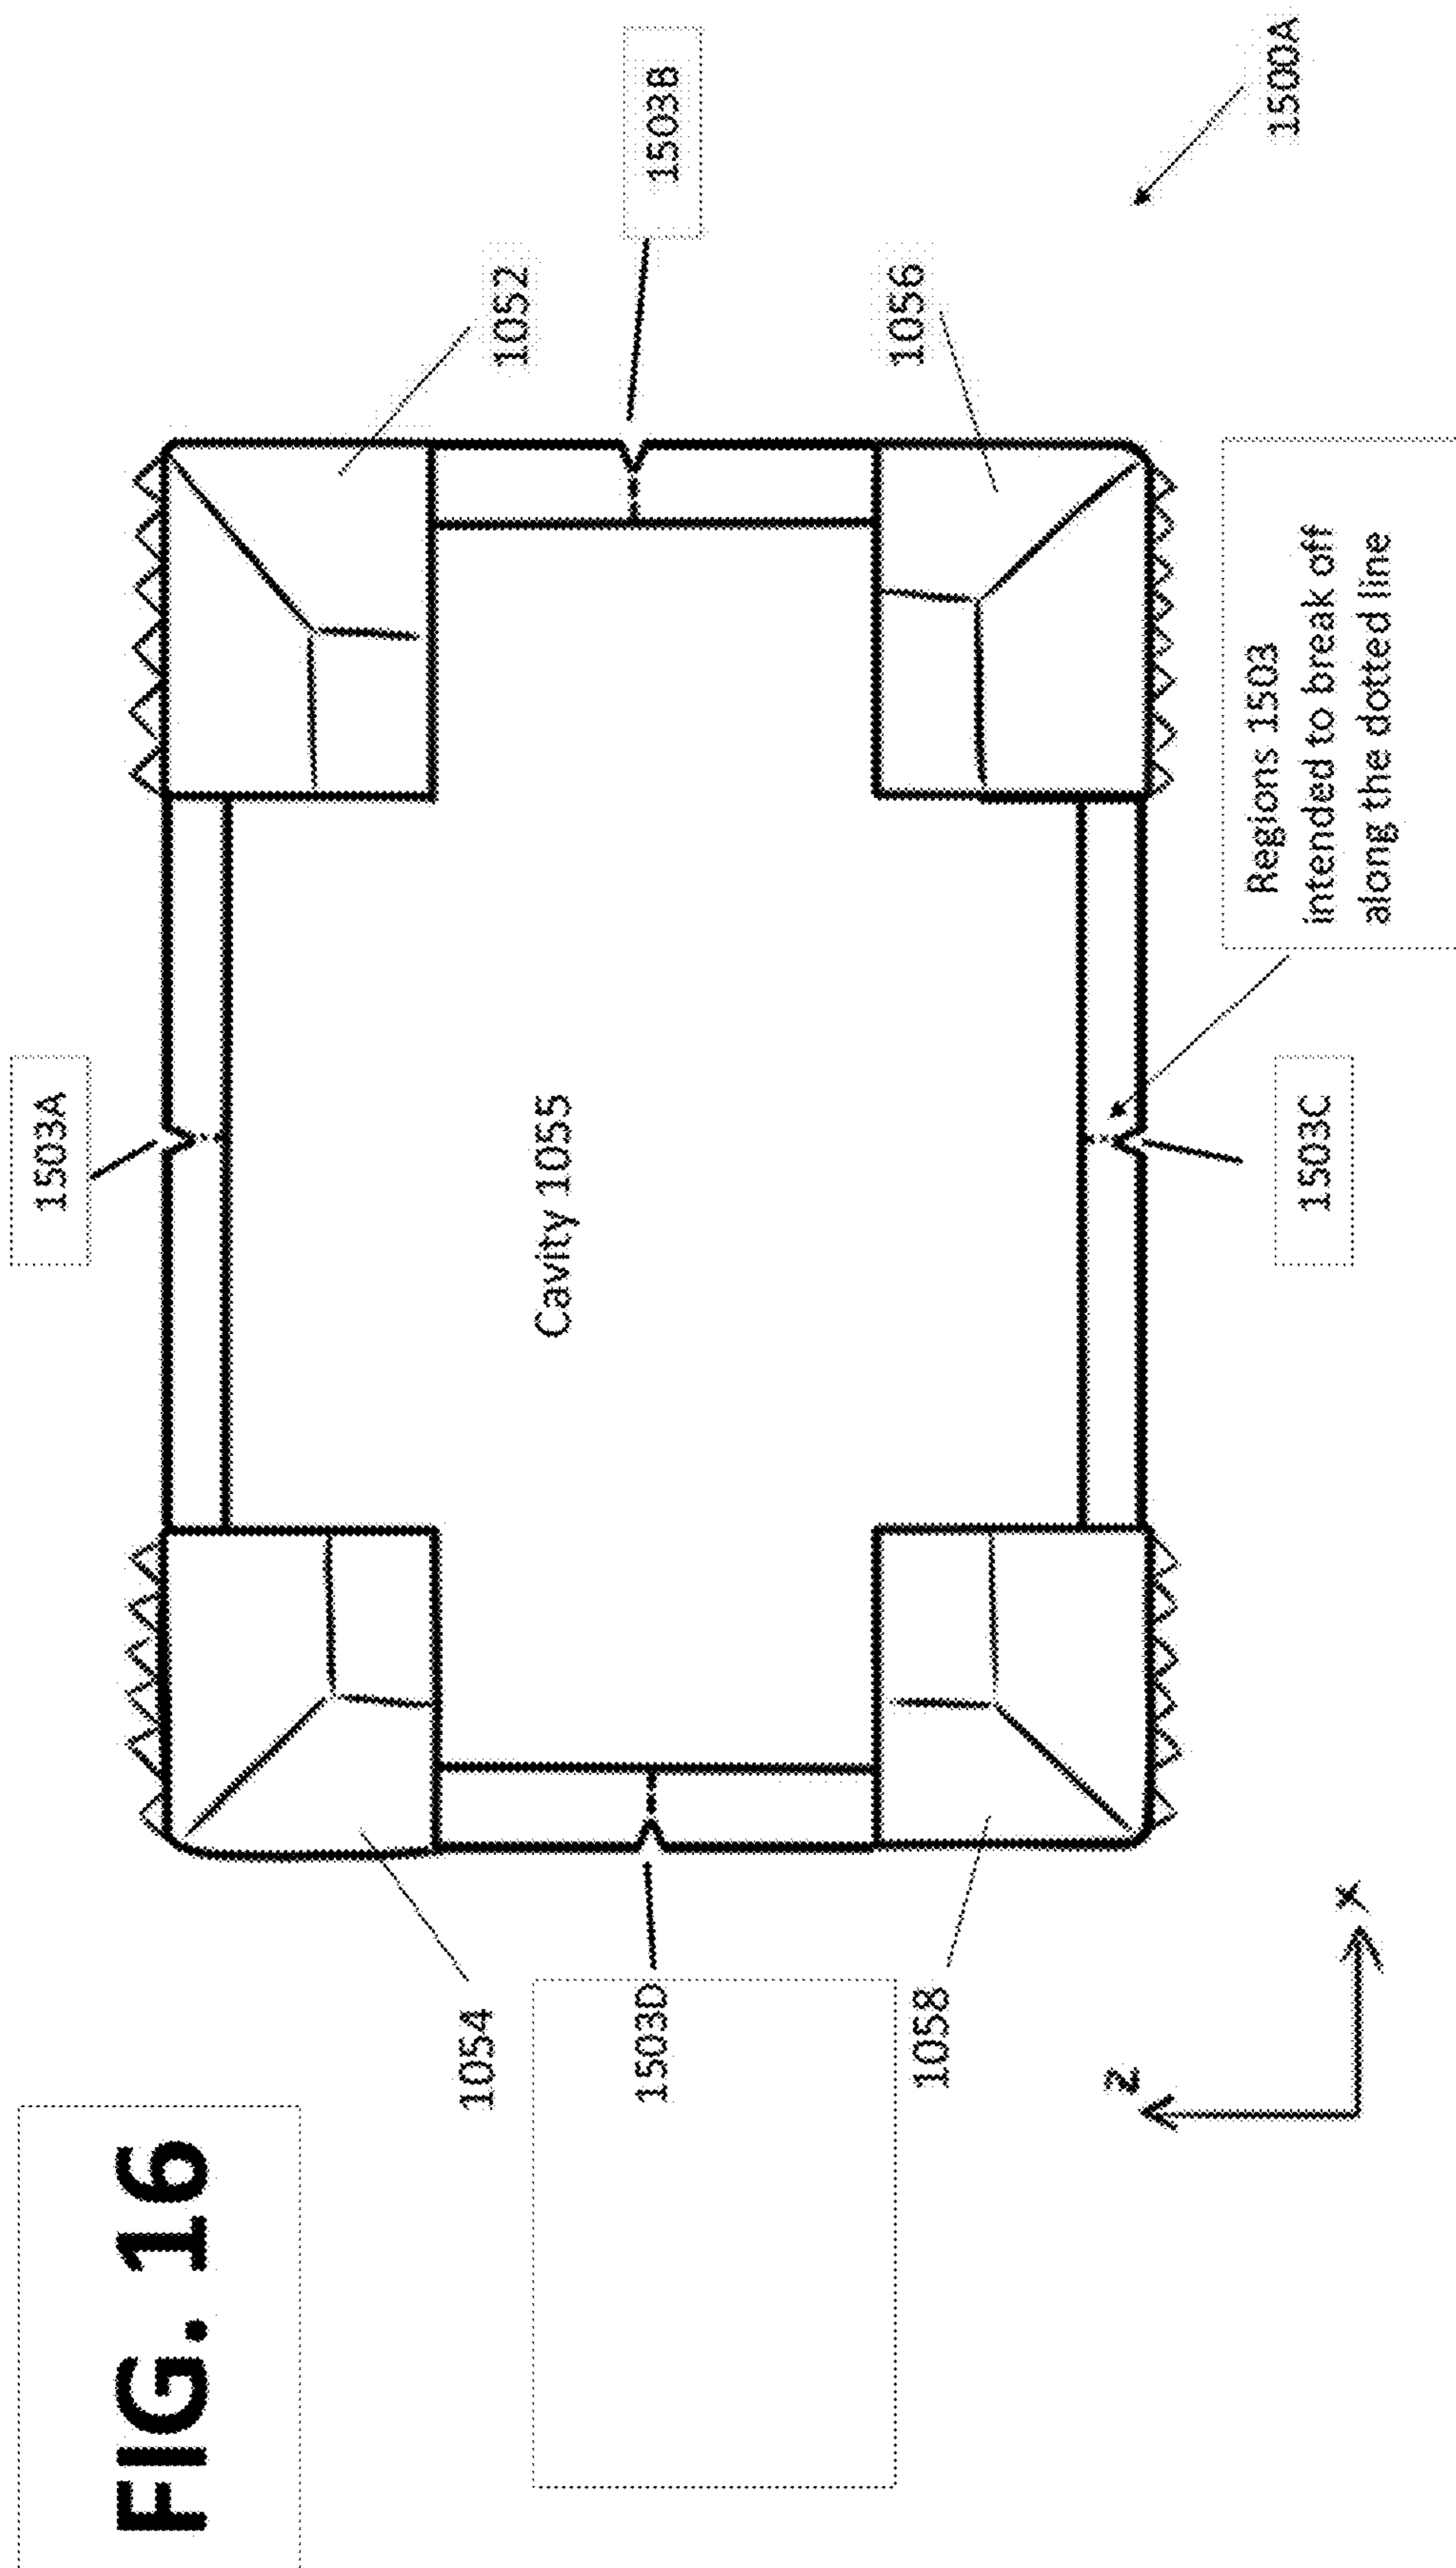 FIG. 16
1503A
1054
1052
Cavity 1055
1503D
1503B
1058
1056
z
x
1503C
Regions 1503
intended to break off
along the dotted line
1500A